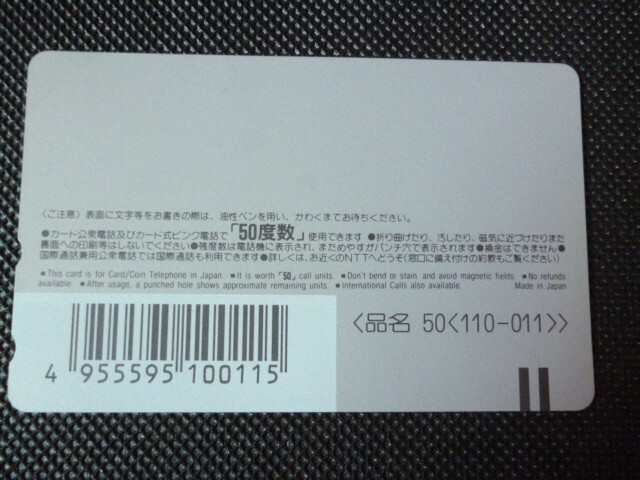 〈ご注意〉表面に文字等をお書きの際は、油性ペンを用い、かわくまでお待ちください。
●カード公衆電話及びカード式ピンク電話で「50度数」使用できます ●折り曲げたり、汚したり、磁気に近づけたりまた
裏面への印刷等はしないでください●残度数は電話機に表示され、まためやすがパンチ穴で表示されます●換金はできません●
国際通話兼用公衆電話では国際通話も利用できます●詳しくは、お近くのNTTへどうぞ(窓口に備え付けの約款もご覧ください)
■This card is for Card/Coin Telephone in Japan ■It is worth「50」call units. ■Don't bend or stain and avoid magnetic fields ■No refunds
available. ■After usage, a punched hole shows approximate remaining units. ■International Calls also available. Made in Japan
〈品名 50〈110-011〉〉
4 955595 100115